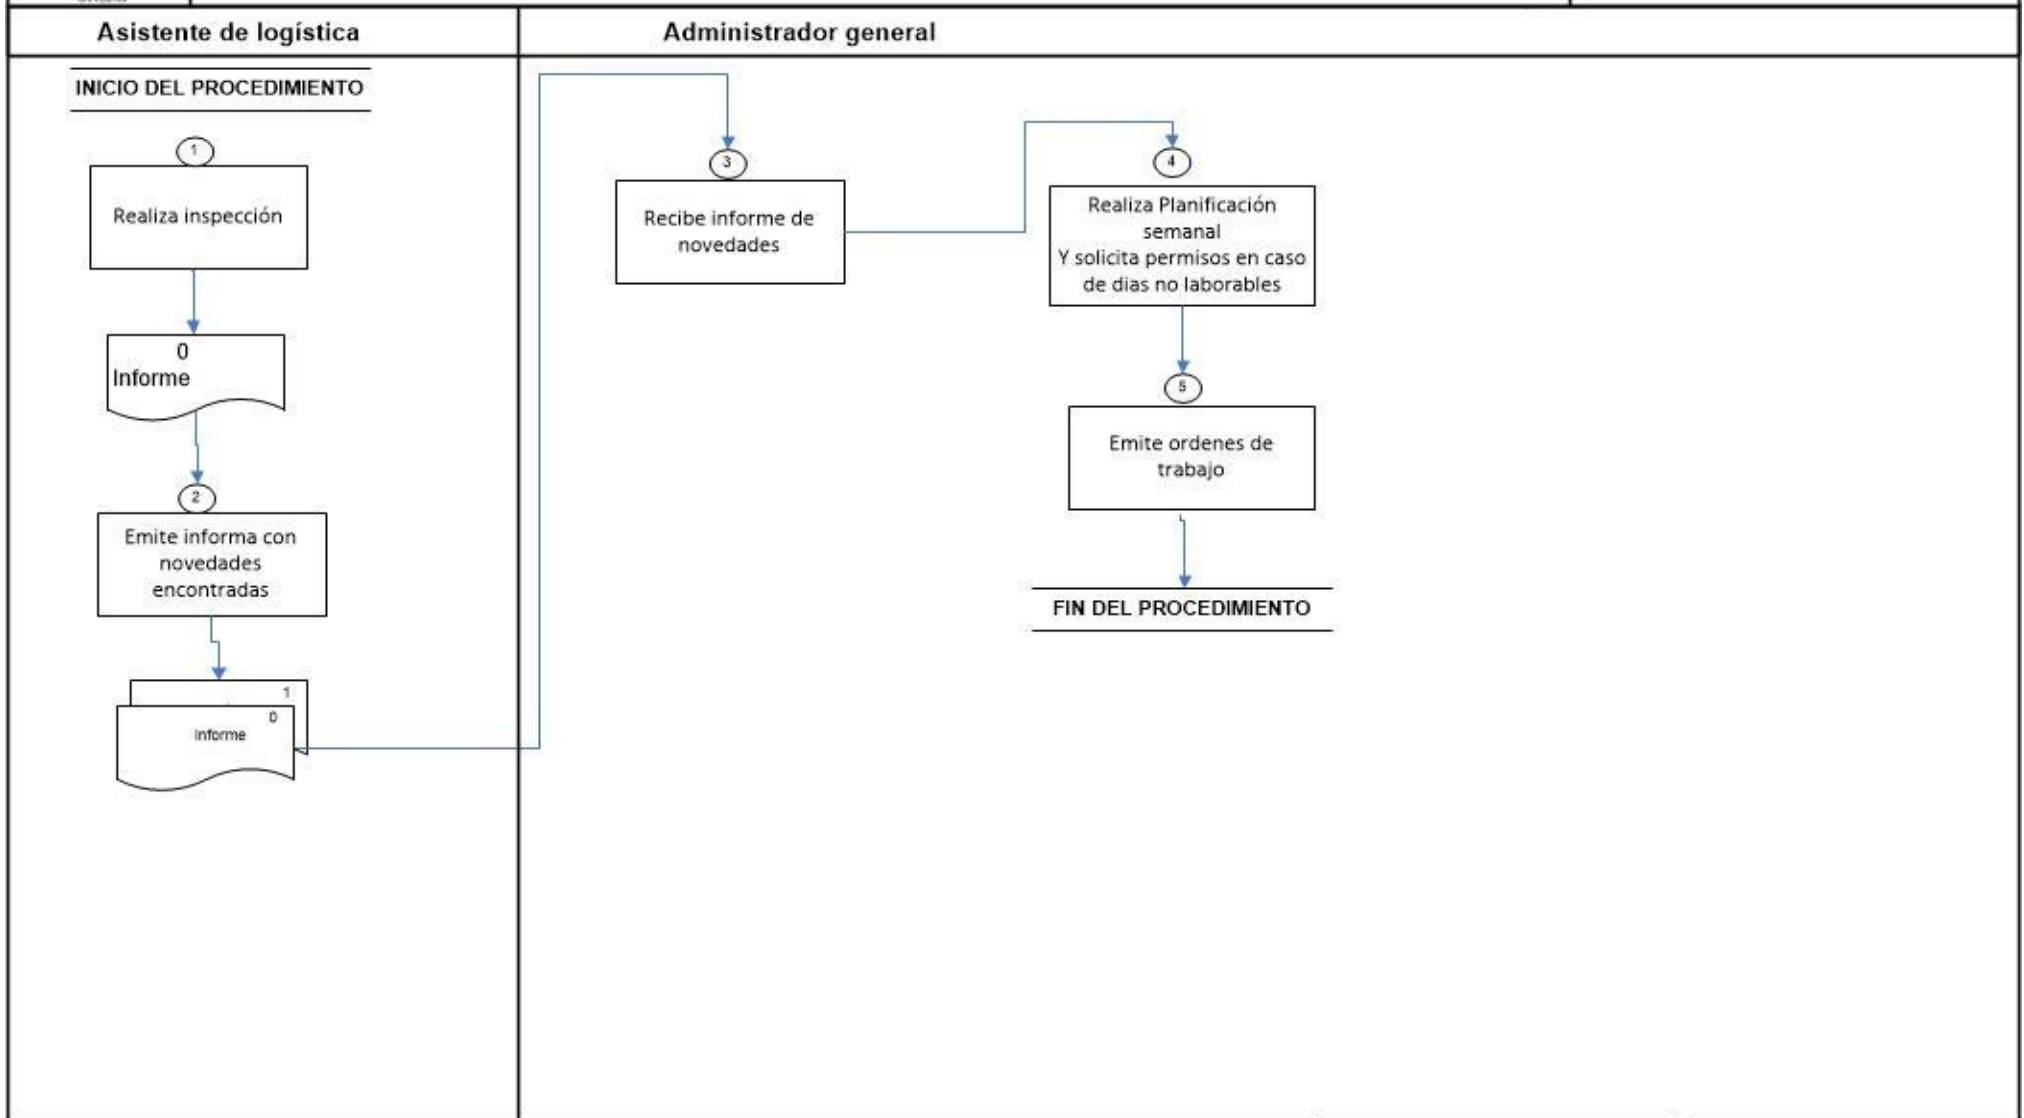 Asistente de logística
Administrador general
INICIO DEL PROCEDIMIENTO
1
Realiza inspección
0
Informe
2
Emite informa con
novedades
encontradas
1
0
Informe
3
Recibe informe de
novedades
4
Realiza Planificación
semanal
Y solicita permisos en caso
de dias no laborables
5
Emite ordenes de
trabajo
FIN DEL PROCEDIMIENTO